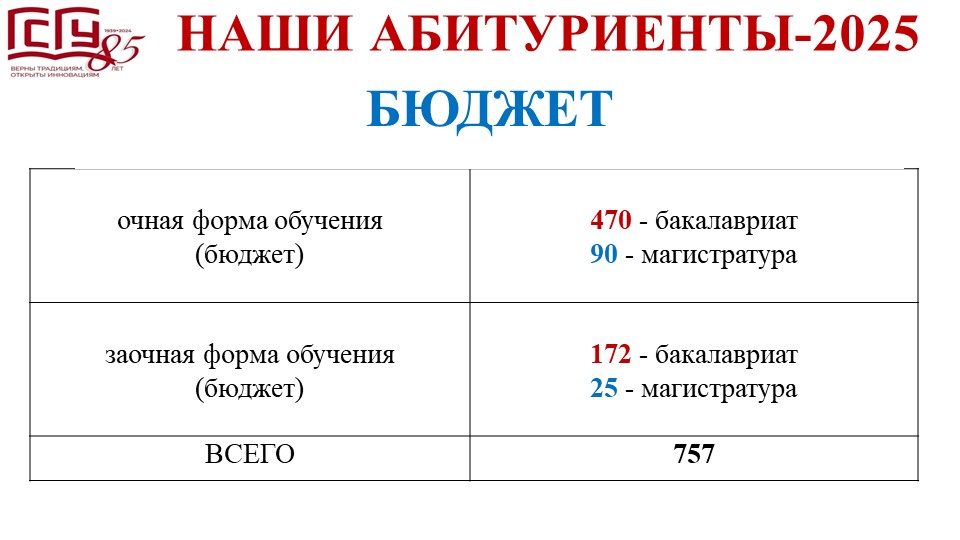 ГСГУ
1939•2024
85
ЛЕТ
ВЕРНЫ ТРАДИЦИЯМ,
ОТКРЫТЫ ИННОВАЦИЯМ
НАШИ АБИТУРИЕНТЫ-2025
БЮДЖЕТ
очная форма обучения
(бюджет)
470 - бакалавриат
90 - магистратура
заочная форма обучения
(бюджет)
172 - бакалавриат
25 - магистратура
ВСЕГО
757